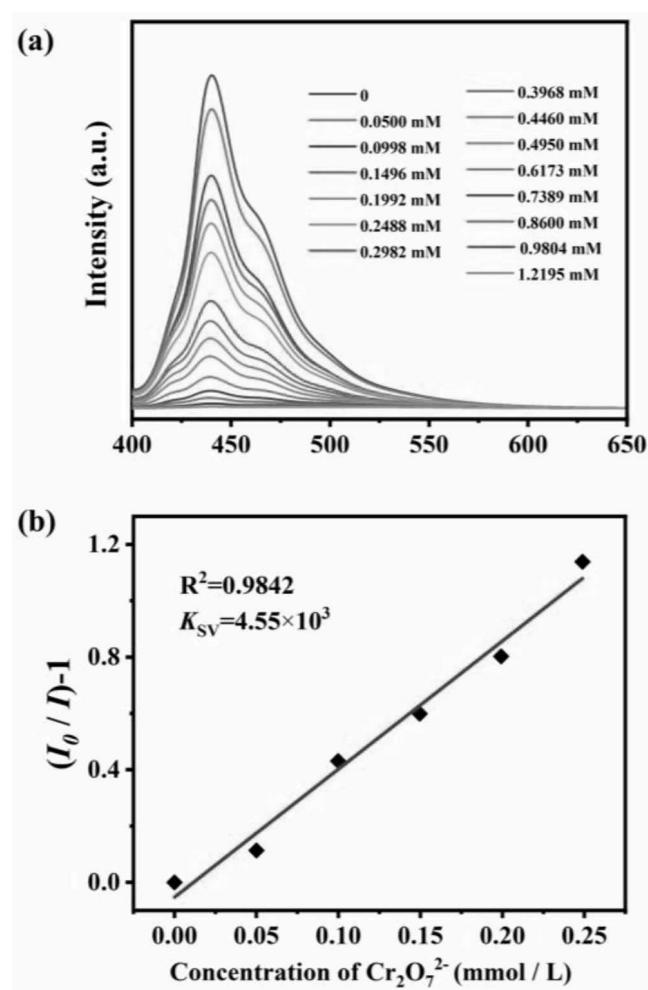 (a)
Intensity (a.u.)
0
0.0500 mM
0.0998 mM
0.1496 mM
0.1992 mM
0.2488 mM
0.2982 mM
0.3968 mM
0.4460 mM
0.4950 mM
0.6173 mM
0.7389 mM
0.8600 mM
0.9804 mM
1.2195 mM
400 450 500 550 600 650
(b)
(I₀ / I)-1
1.2
0.8
0.4
0.0
R²=0.9842
K_SV=4.55×10³
0.00 0.05 0.10 0.15 0.20 0.25
Concentration of Cr₂O₇²⁻ (mmol / L)